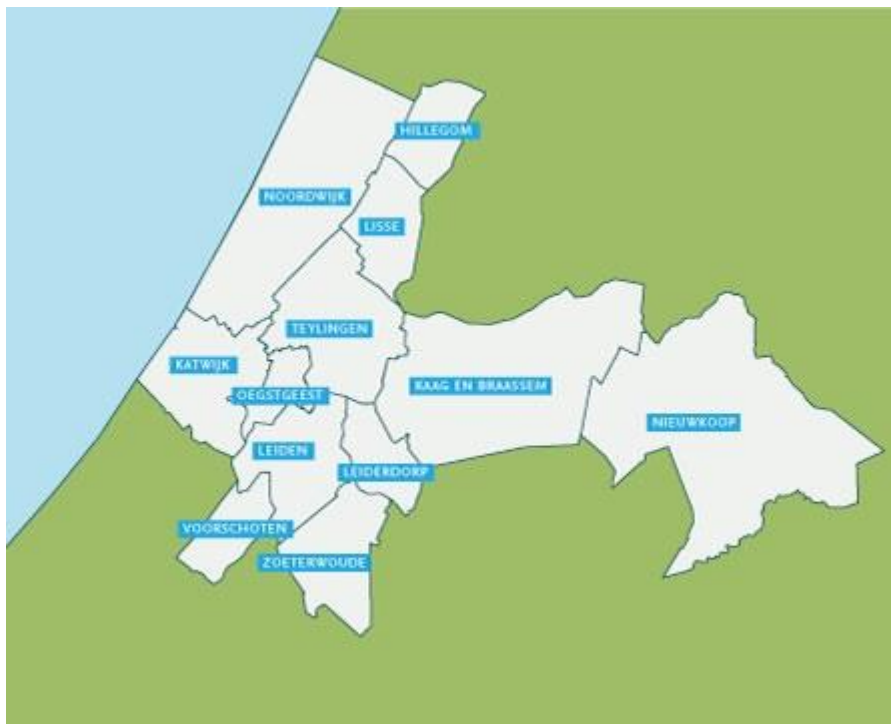 HILLEGOM
NOORDWIJK
LISSE
TEYLINGEN
KATWIJK
KAAG EN BRAASSEM
OEGSTGEEST
NIEUWKOOP
LEIDEN
LEIDERDORP
VOORSCHOTEN
ZOETERWOUDE